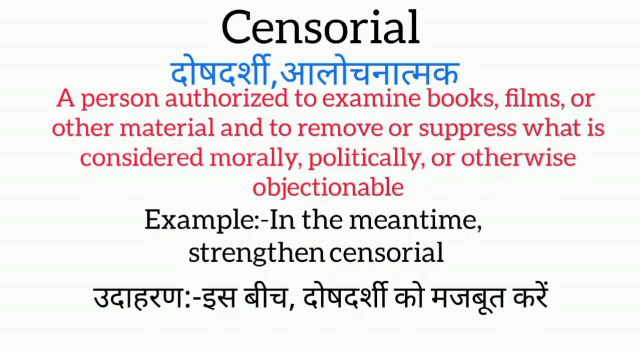 Censorial
दोषदर्शी,आलोचनात्मक
A person authorized to examine books, films, or
other material and to remove or suppress what is
considered morally, politically, or otherwise
objectionable
Example:-In the meantime,
strengthen censorial
उदाहरण:-इस बीच, दोषदर्शी को मजबूत करें